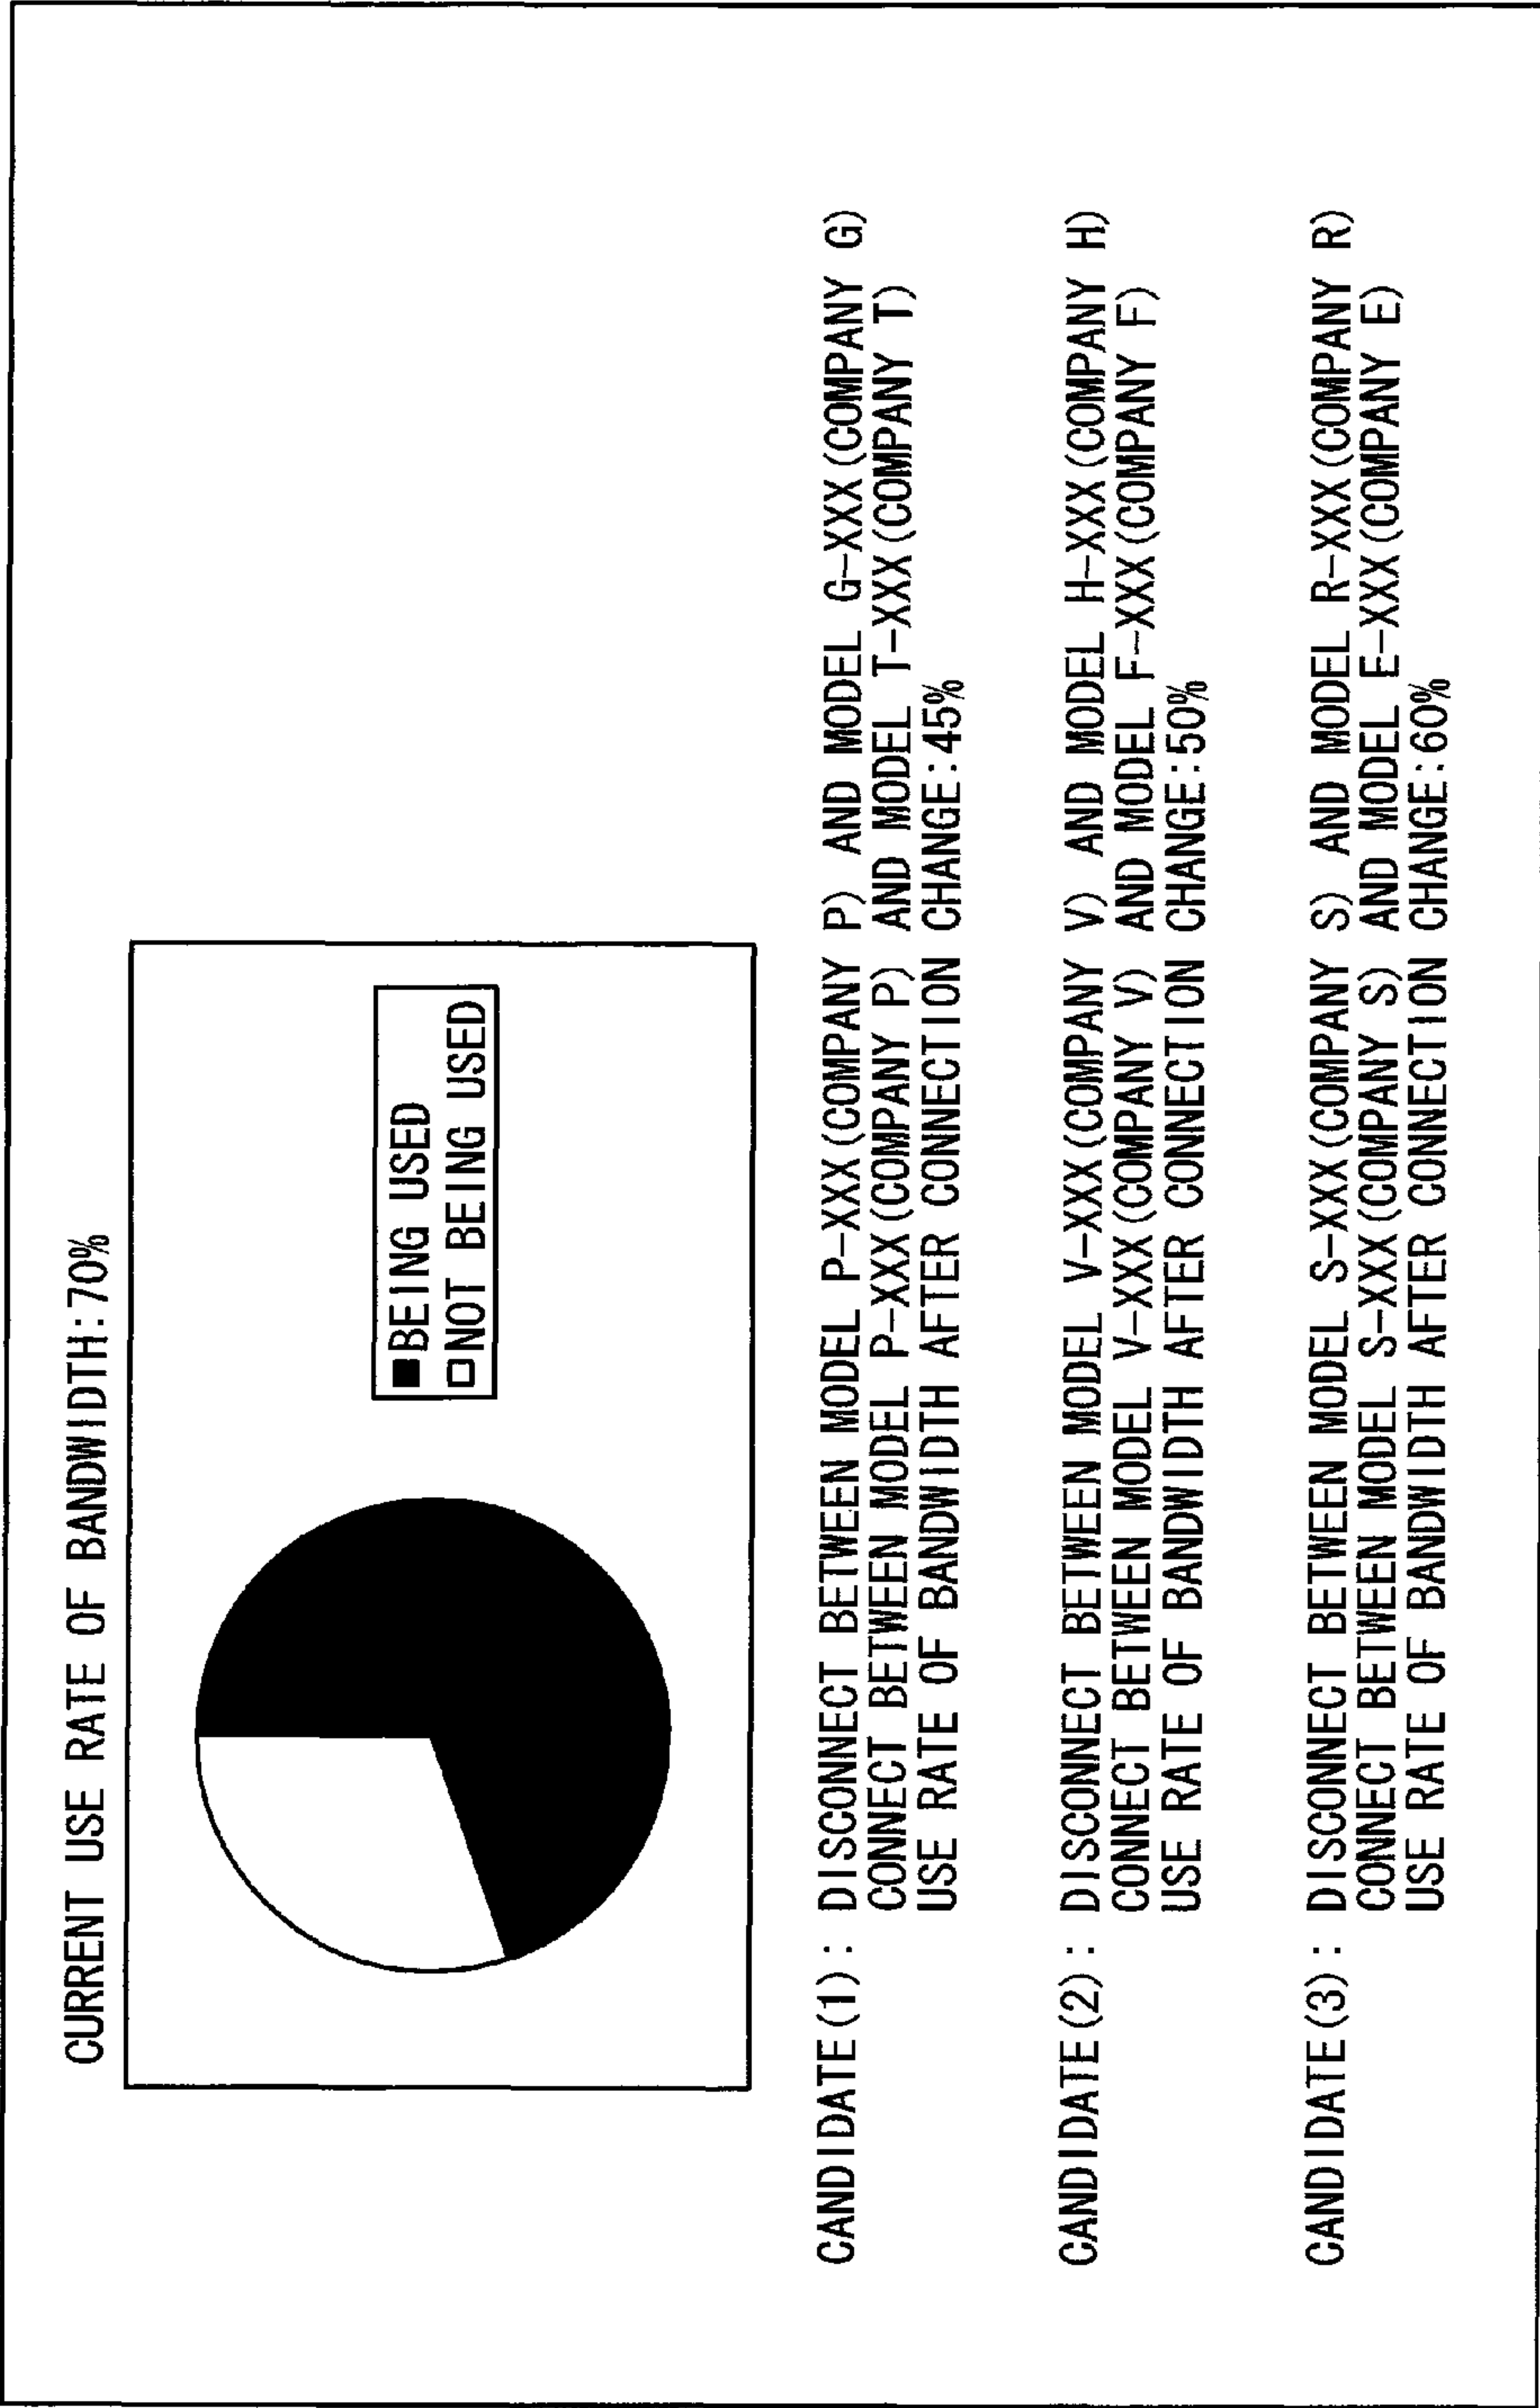 CURRENT USE RATE OF BANDWIDTH:70%
■BEING USED
□NOT BEING USED
CANDIDATE(1): DISCONNECT BETWEEN MODEL P-XXX(COMPANY P) AND MODEL G-XXX(COMPANY G)
CONNECT BETWEEN MODEL P-XXX(COMPANY P) AND MODEL T-XXX(COMPANY T)
USE RATE OF BANDWIDTH AFTER CONNECTION CHANGE:45%
CANDIDATE(2): DISCONNECT BETWEEN MODEL V-XXX(COMPANY V) AND MODEL H-XXX(COMPANY H)
CONNECT BETWEEN MODEL V-XXX(COMPANY V) AND MODEL F-XXX(COMPANY F)
USE RATE OF BANDWIDTH AFTER CONNECTION CHANGE:50%
CANDIDATE(3): DISCONNECT BETWEEN MODEL S-XXX(COMPANY S) AND MODEL R-XXX(COMPANY R)
CONNECT BETWEEN MODEL S-XXX(COMPANY S) AND MODEL E-XXX(COMPANY E)
USE RATE OF BANDWIDTH AFTER CONNECTION CHANGE:60%